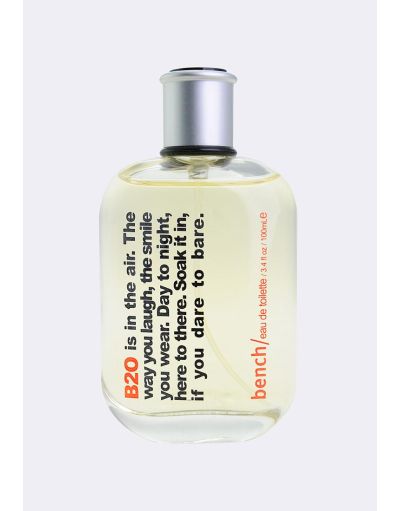 B2O is in the air. The
way you laugh, the smile
you wear. Day to night,
here to there. Soak it in,
if you dare to bare.
bench/eau de toilette / 3.4 fl oz / 100mL e